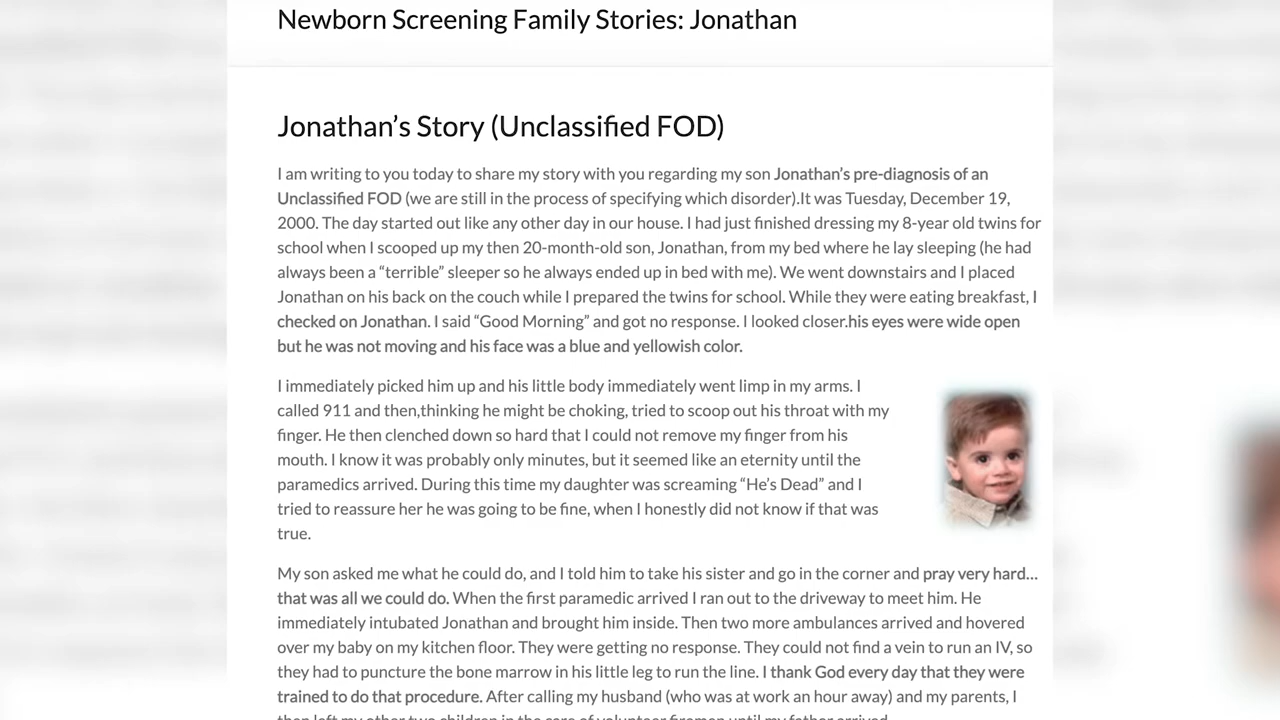 Newborn Screening Family Stories: Jonathan
Jonathan’s Story (Unclassified FOD)
I am writing to you today to share my story with you regarding my son Jonathan’s pre-diagnosis of an
Unclassified FOD (we are still in the process of specifying which disorder).It was Tuesday, December 19,
2000. The day started out like any other day in our house. I had just finished dressing my 8-year old twins for
school when I scooped up my then 20-month-old son, Jonathan, from my bed where he lay sleeping (he had
always been a “terrible” sleeper so he always ended up in bed with me). We went downstairs and I placed
Jonathan on his back on the couch while I prepared the twins for school. While they were eating breakfast, I
checked on Jonathan. I said “Good Morning” and got no response. I looked closer.his eyes were wide open
but he was not moving and his face was a blue and yellowish color.
I immediately picked him up and his little body immediately went limp in my arms. I
called 911 and then,thinking he might be choking, tried to scoop out his throat with my
finger. He then clenched down so hard that I could not remove my finger from his
mouth. I know it was probably only minutes, but it seemed like an eternity until the
paramedics arrived. During this time my daughter was screaming “He’s Dead” and I
tried to reassure her he was going to be fine, when I honestly did not know if that was
true.
My son asked me what he could do, and I told him to take his sister and go in the corner and pray very hard…
that was all we could do. When the first paramedic arrived I ran out to the driveway to meet him. He
immediately intubated Jonathan and brought him inside. Then two more ambulances arrived and hovered
over my baby on my kitchen floor. They were getting no response. They could not find a vein to run an IV, so
they had to puncture the bone marrow in his little leg to run the line. I thank God every day that they were
trained to do that procedure. After calling my husband (who was at work an hour away) and my parents, I
then left my other two children in the care of volunteer firemen until my father arrived.